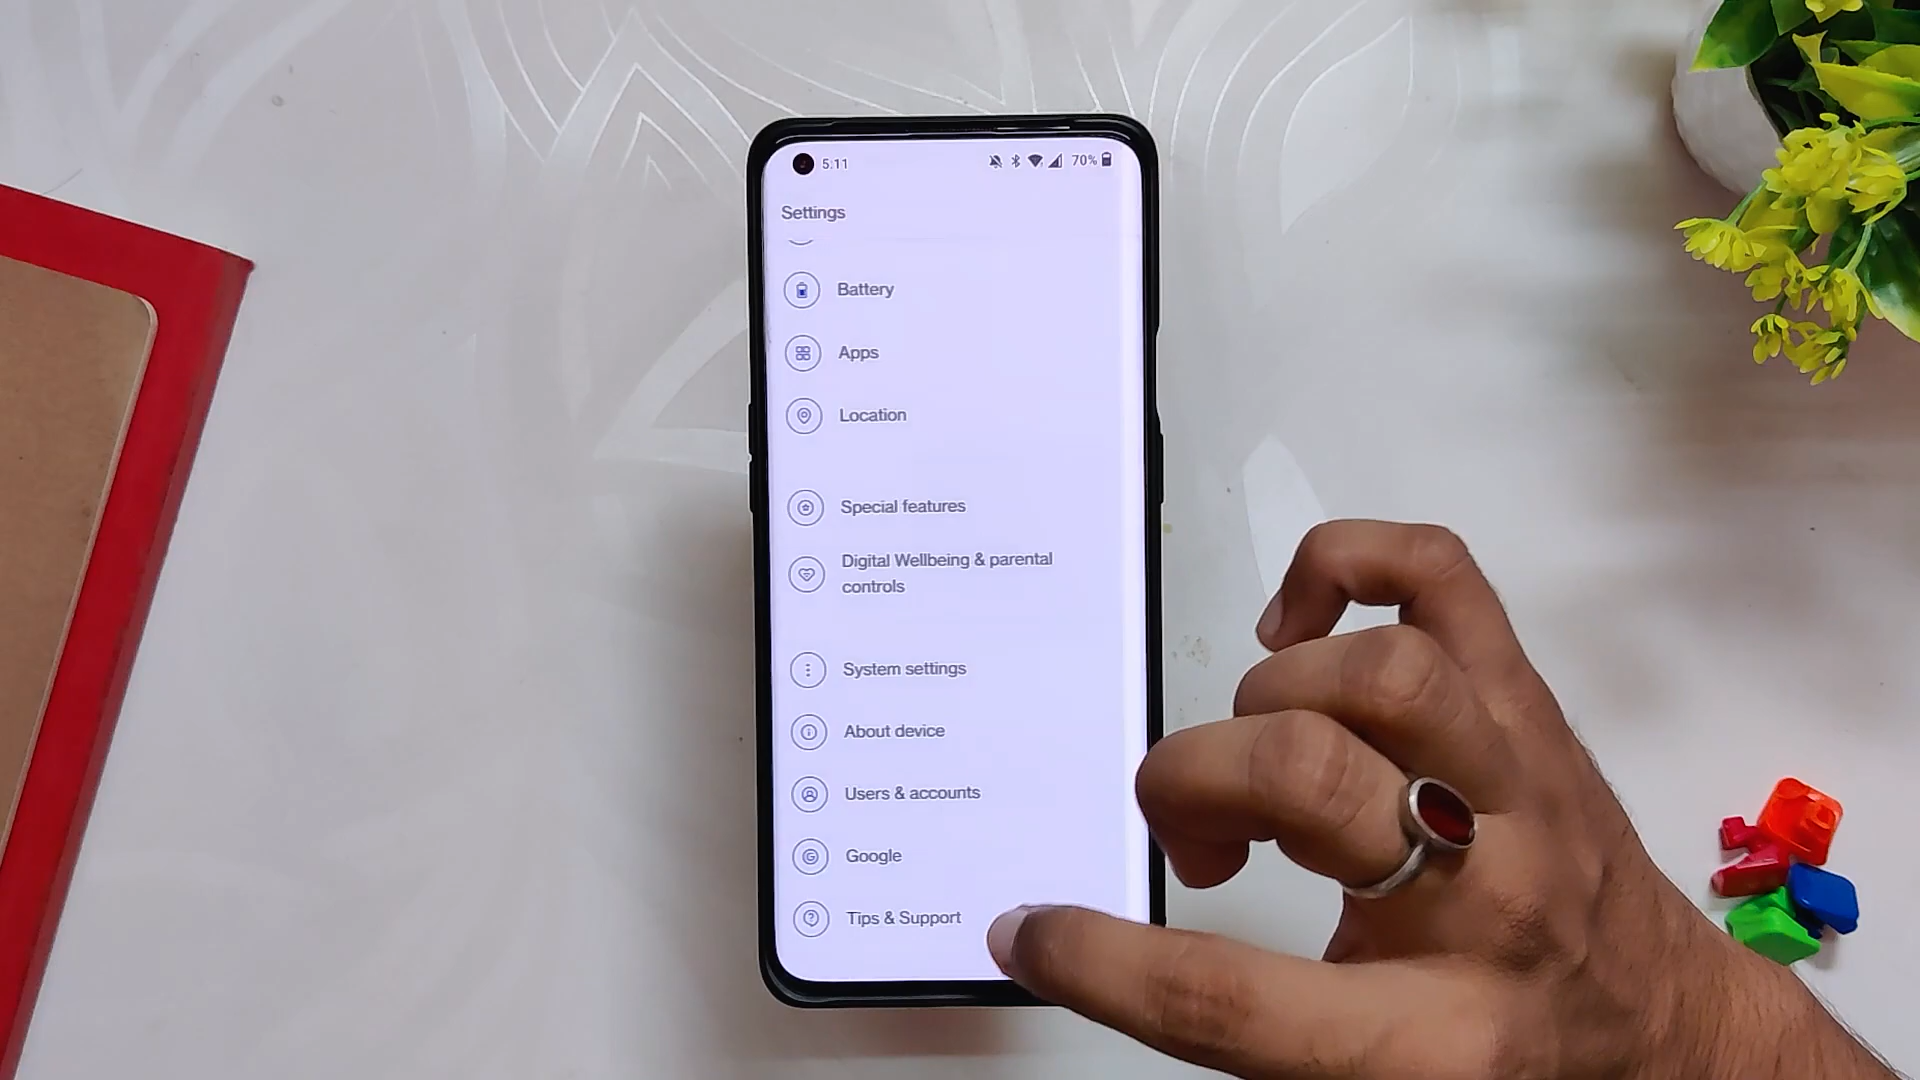 5:11
70%
Settings
Battery
Apps
Location
Special features
Digital Wellbeing & parental
controls
System settings
About device
Users & accounts
Google
Tips & Support